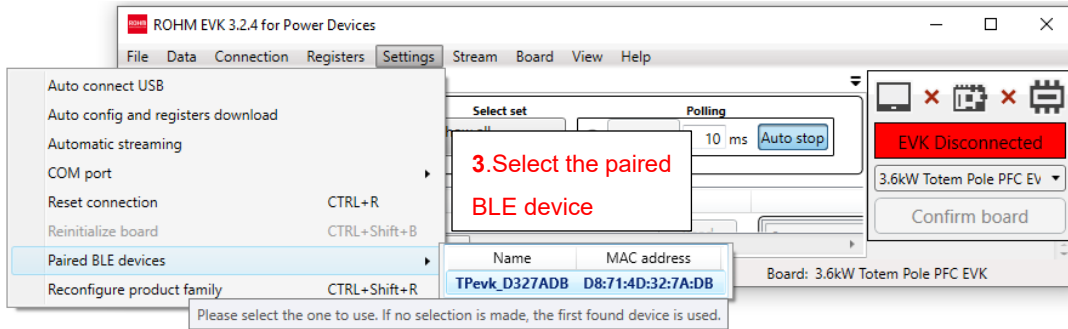 ROHM EVK 3.2.4 for Power Devices
File Data Connection Registers Settings Stream Board View Help
Auto connect USB
Auto config and registers download
Automatic streaming
COM port
Reset connection CTRL+R
Reinitialize board CTRL+Shift+B
Paired BLE devices
Reconfigure product family CTRL+Shift+R
Select set
Polling
10 ms Auto stop
3.Select the paired
BLE device
Name MAC address
TPevk_D327ADB D8:71:4D:32:7A:DB
Please select the one to use. If no selection is made, the first found device is used.
EVK Disconnected
3.6kW Totem Pole PFC EV
Confirm board
Board: 3.6kW Totem Pole PFC EVK